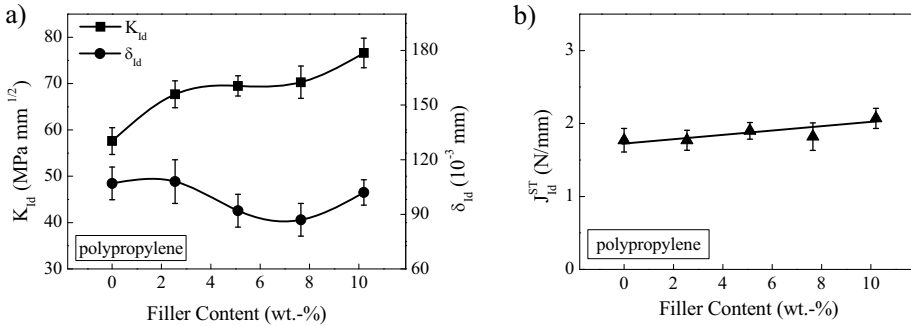 a)
K_Id
δ_Id
K_Id (MPa mm ^1/2)
80
70
60
50
40
30
180
150
120
90
60
δ_Id (10^-3 mm)
polypropylene
0 2 4 6 8 10
Filler Content (wt.-%)
b)
J_Id^ST (N/mm)
3
2
1
0
polypropylene
0 2 4 6 8 10
Filler Content (wt.-%)